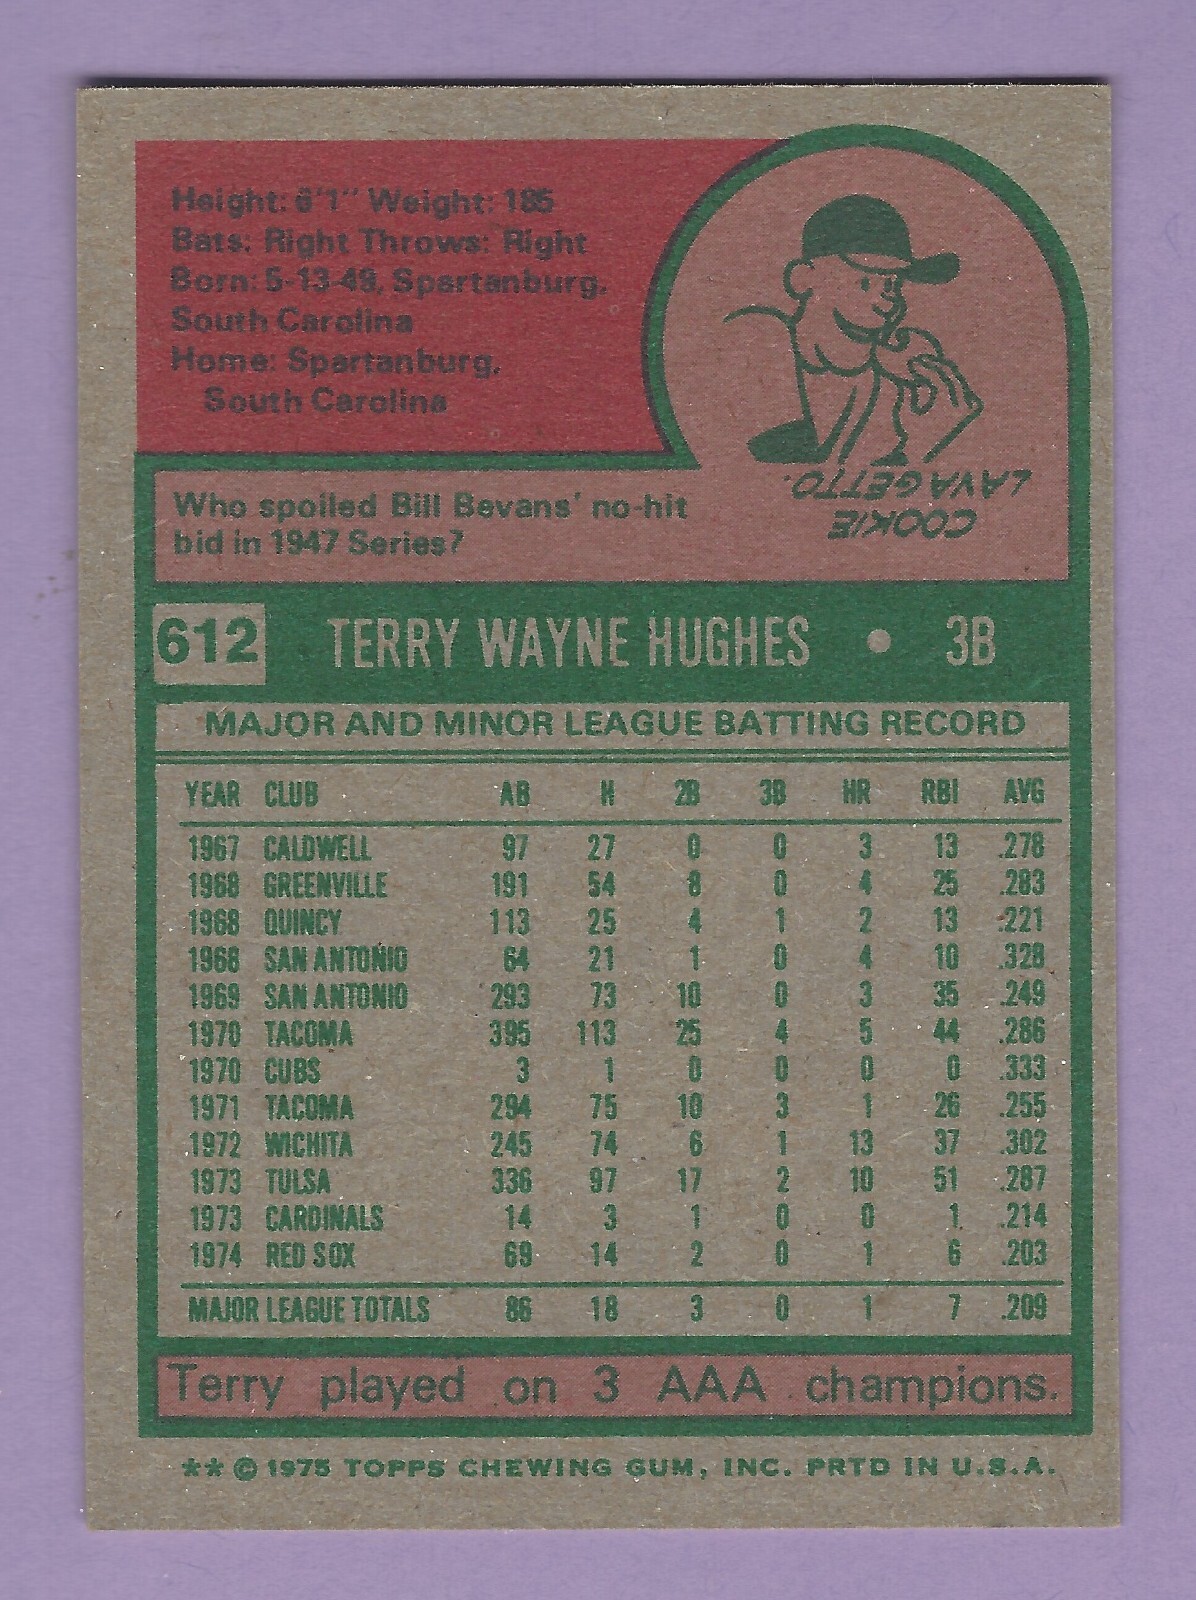 Height: 6'1" Weight: 185
Bats: Right Throws: Right
Born: 5-13-49, Spartanburg,
South Carolina
Home: Spartanburg,
South Carolina
COOKIE
LAVAGETTO.
Who spoiled Bill Bevans' no-hit
bid in 1947 Series?
612 TERRY WAYNE HUGHES • 3B
MAJOR AND MINOR LEAGUE BATTING RECORD
YEAR CLUB AB H 2B 3B HR RBI AVG
1967 CALDWELL 97 27 0 0 3 13 .278
1968 GREENVILLE 191 54 8 0 4 25 .283
1968 QUINCY 113 25 4 1 2 13 .221
1968 SAN ANTONIO 64 21 1 0 4 10 .328
1969 SAN ANTONIO 293 73 10 0 3 35 .249
1970 TACOMA 395 113 25 4 5 44 .286
1970 CUBS 3 1 0 0 0 0 .333
1971 TACOMA 294 75 10 3 1 26 .255
1972 WICHITA 245 74 6 1 13 37 .302
1973 TULSA 336 97 17 2 10 51 .287
1973 CARDINALS 14 3 1 0 0 1 .214
1974 RED SOX 69 14 2 0 1 6 .203
MAJOR LEAGUE TOTALS 86 18 3 0 1 7 .209
Terry played on 3 AAA champions.
** © 1975 TOPPS CHEWING GUM, INC. PRTD IN U.S.A.